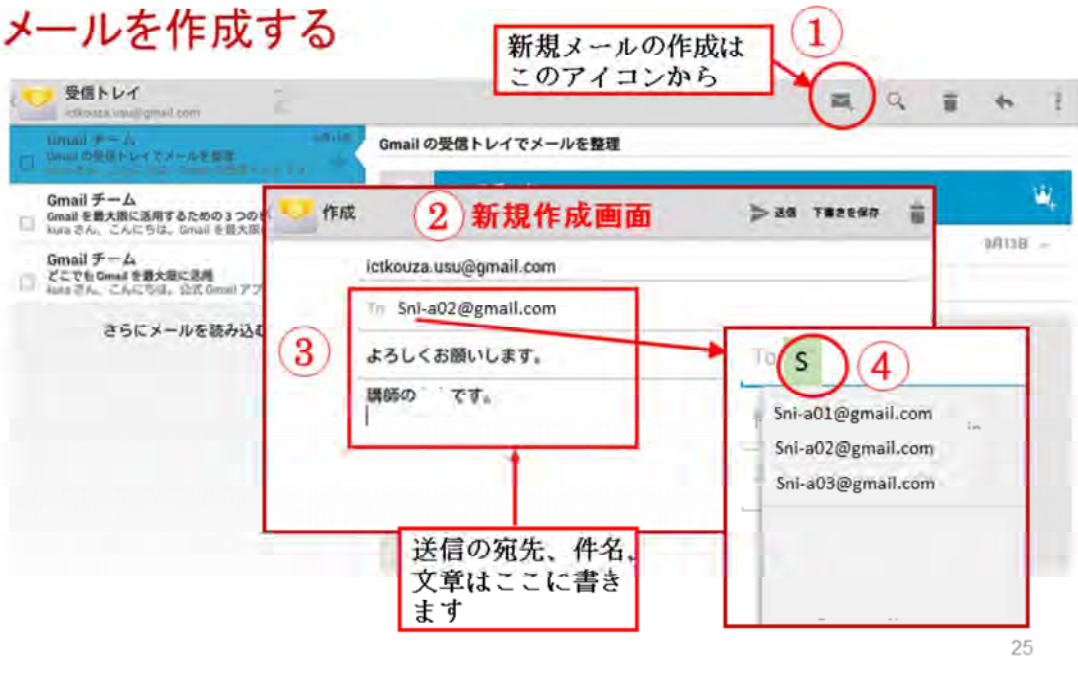 メールを作成する
新規メールの作成は
このアイコンから
①
受信トレイ
ictkouza.usu@gmail.com
Gmail チーム
Gmail の受信トレイでメールを整理
Gmail の受信トレイでメールを整理
Gmail チーム
Gmail を最大限に活用するための3つの
kura さん、こんにちは。Gmail を最大限
Gmail チーム
どこでも Gmail を最大限に活用
kura さん、こんにちは。公式 Gmail アプ
さらにメールを読み込む
9月13日
作成
② 新規作成画面
送信 下書きを保存
ictkouza.usu@gmail.com
③
To Sni-a02@gmail.com
よろしくお願いします。
講師の です。
To S
④
Sni-a01@gmail.com
Sni-a02@gmail.com
Sni-a03@gmail.com
送信の宛先、件名、
文章はここに書き
ます
25